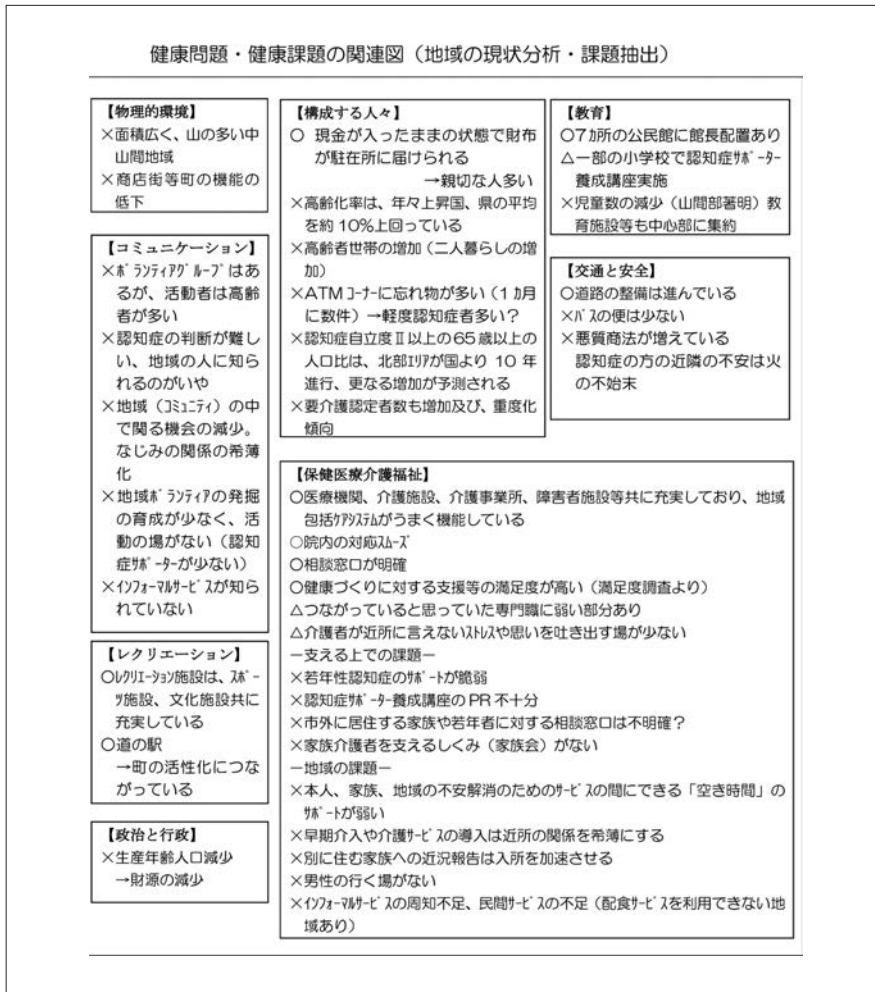 健康問題・健康課題の関連図（地域の現状分析・課題抽出）
【物理的環境】
×面積広く、山の多い中
山間地域
×商店街等町の機能の
低下
【コミュニケーション】
×ﾎﾞﾗﾝﾃｨｱｸﾞﾙｰﾌﾟはあ
るが、活動者は高齢
者が多い
×認知症の判断が難し
い、地域の人に知ら
れるのがいや
×地域（ｺﾐｭﾆﾃｨ）の中
で関る機会の減少。
なじみの関係の希薄
化
×地域ﾎﾞﾗﾝﾃｨｱの発掘
の育成が少なく、活
動の場がない（認知
症ｻﾎﾟｰﾀｰが少ない）
×ｲﾝﾌｫｰﾏﾙｻｰﾋﾞｽが知ら
れていない
【レクリエーション】
○ﾚｸﾘｴｰｼｮﾝ施設は、ｽﾎﾟｰ
ﾂ施設、文化施設共に
充実している
○道の駅
→町の活性化につな
がっている
【政治と行政】
×生産年齢人口減少
→財源の減少
【構成する人々】
○ 現金が入ったままの状態で財布
が駐在所に届けられる
→親切な人多い
×高齢化率は、年々上昇国、県の平均
を約10％上回っている
×高齢者世帯の増加（二人暮らしの増
加）
×ATMｺｰﾅｰに忘れ物が多い（1ｶ月
に数件）→軽度認知症者多い？
×認知症自立度Ⅱ以上の65歳以上の
人口比は、北部ｴﾘｱが国より10年
進行、更なる増加が予測される
×要介護認定者数も増加及び、重度化
傾向
【教育】
○7ｶ所の公民館に館長配置あり
△一部の小学校で認知症ｻﾎﾟｰﾀｰ
養成講座実施
×児童数の減少（山間部著明）教
育施設等も中心部に集約
【交通と安全】
○道路の整備は進んでいる
×ﾊﾞｽの便は少ない
×悪質商法が増えている
認知症の方の近隣の不安は火
の不始末
【保健医療介護福祉】
○医療機関、介護施設、介護事業所、障害者施設等共に充実しており、地域
包括ｹｱｼｽﾃﾑがうまく機能している
○院内の対応ｽﾑｰｽﾞ
○相談窓口が明確
○健康づくりに対する支援等の満足度が高い（満足度調査より）
△つながっていると思っていた専門職に弱い部分あり
△介護者が近所に言えないｽﾄﾚｽや思いを吐き出す場が少ない
―支える上での課題―
×若年性認知症のｻﾎﾟｰﾄが脆弱
×認知症ｻﾎﾟｰﾀｰ養成講座のPR不十分
×市外に居住する家族や若年者に対する相談窓口は不明確？
×家族介護者を支えるしくみ（家族会）がない
―地域の課題―
×本人、家族、地域の不安解消のためのｻｰﾋﾞｽの間にできる「空き時間」の
ｻﾎﾟｰﾄが弱い
×早期介入や介護ｻｰﾋﾞｽの導入は近所の関係を希薄にする
×別に住む家族への近況報告は入所を加速させる
×男性の行く場がない
×ｲﾝﾌｫｰﾏﾙｻｰﾋﾞｽの周知不足、民間ｻｰﾋﾞｽの不足（配食ｻｰﾋﾞｽを利用できない地
域あり）